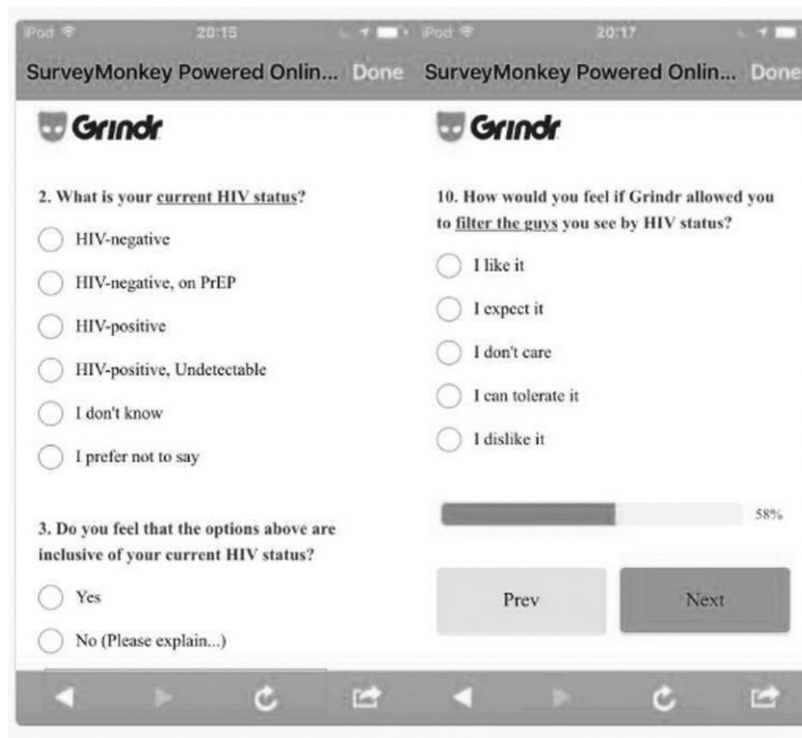 iPod
20:15
SurveyMonkey Powered Onlin... Done
Grindr
2. What is your current HIV status?
HIV-negative
HIV-negative, on PrEP
HIV-positive
HIV-positive, Undetectable
I don't know
I prefer not to say
3. Do you feel that the options above are
inclusive of your current HIV status?
Yes
No (Please explain...)
iPod
20:17
SurveyMonkey Powered Onlin... Done
Grindr
10. How would you feel if Grindr allowed you
to filter the guys you see by HIV status?
I like it
I expect it
I don't care
I can tolerate it
I dislike it
58%
Prev
Next